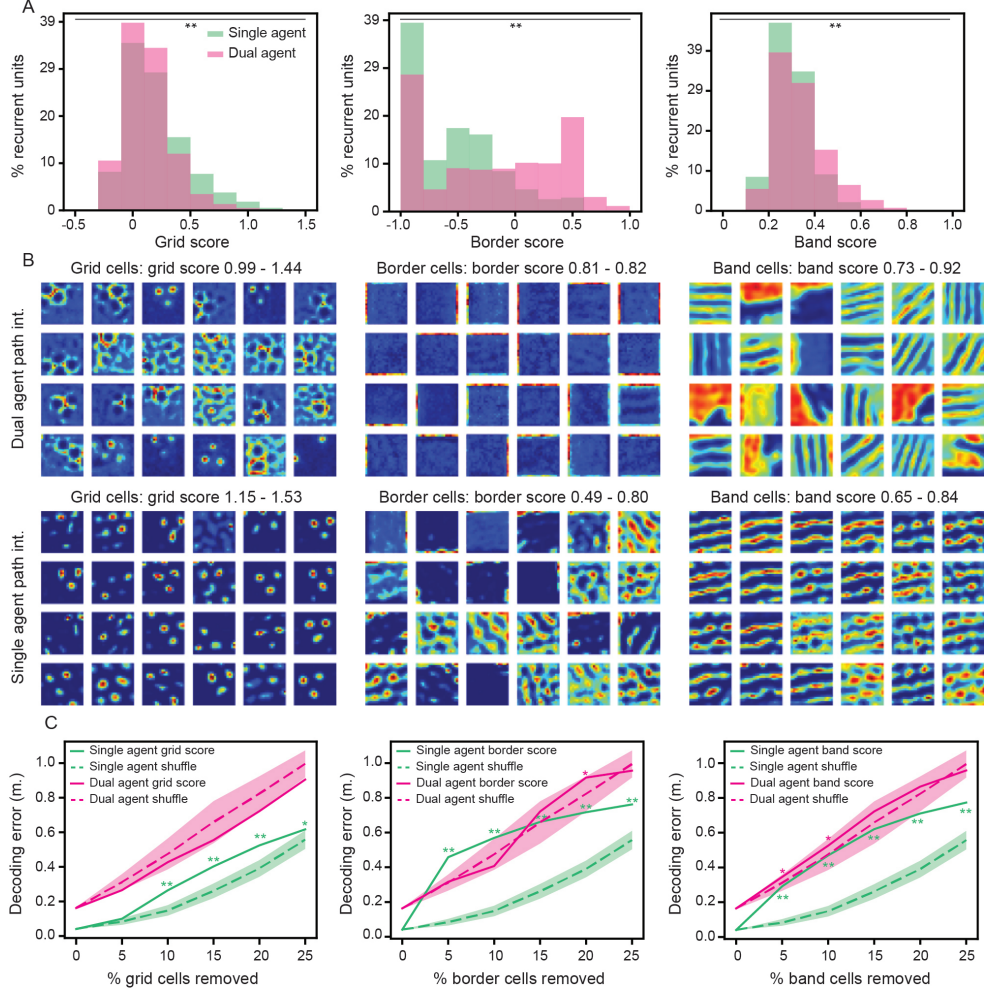 A
**
Single agent
Dual agent
% recurrent units
39
29
20
10
0
-0.5
0
0.5
1.0
1.5
Grid score
**
% recurrent units
39
29
20
10
0
-1.0
-0.5
0
0.5
1.0
Border score
**
% recurrent units
39
29
20
10
0
0
0.2
0.4
0.6
0.8
1.0
Band score
B
Dual agent path int.
Grid cells: grid score 0.99 - 1.44
Border cells: border score 0.81 - 0.82
Band cells: band score 0.73 - 0.92
Single agent path int.
Grid cells: grid score 1.15 - 1.53
Border cells: border score 0.49 - 0.80
Band cells: band score 0.65 - 0.84
C
Single agent grid score
Single agent shuffle
Dual agent grid score
Dual agent shuffle
Decoding error (m.)
1.0
0.8
0.6
0.4
0.2
0.0
**
**
**
*
0
5
10
15
20
25
% grid cells removed
Single agent border score
Single agent shuffle
Dual agent border score
Dual agent shuffle
Decoding error (m.)
1.0
0.8
0.6
0.4
0.2
0.0
**
**
**
*
**
**
0
5
10
15
20
25
% border cells removed
Single agent band score
Single agent shuffle
Dual agent band score
Dual agent shuffle
Decoding error (m.)
1.0
0.8
0.6
0.4
0.2
0.0
*
**
*
**
**
**
**
0
5
10
15
20
25
% band cells removed